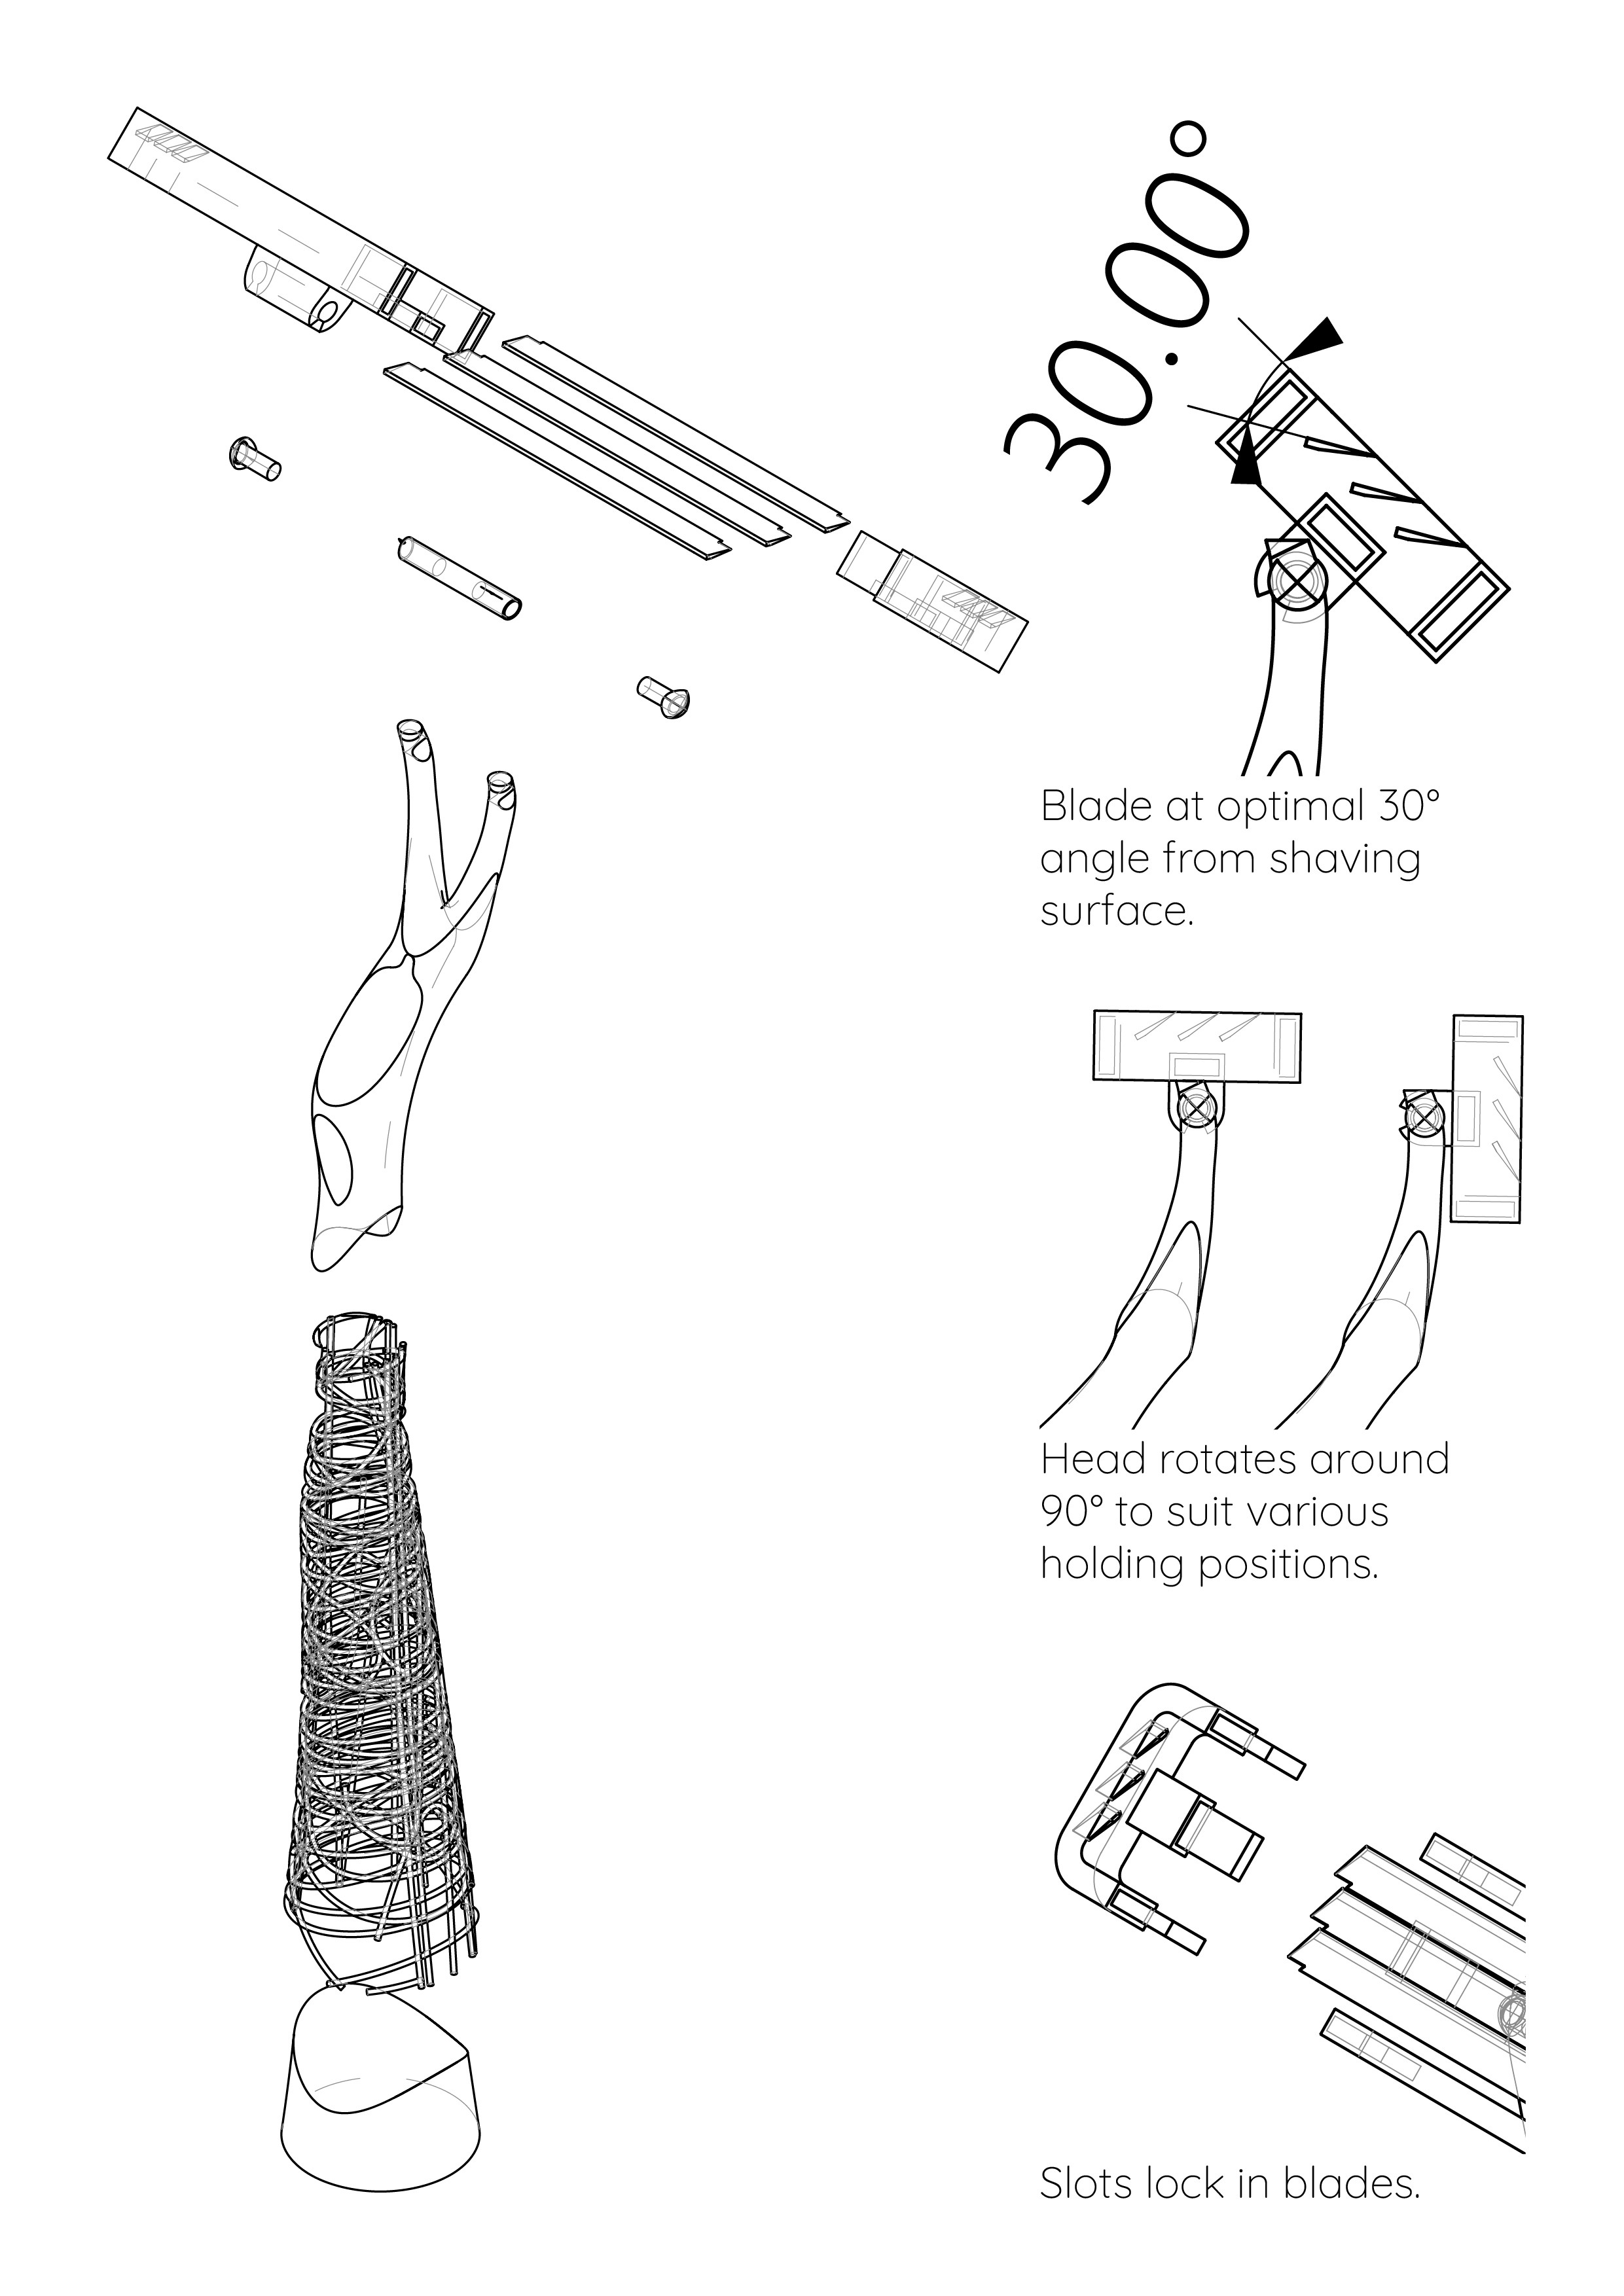 30.00°
Blade at optimal 30°
angle from shaving
surface.
Head rotates around
90° to suit various
holding positions.
Slots lock in blades.